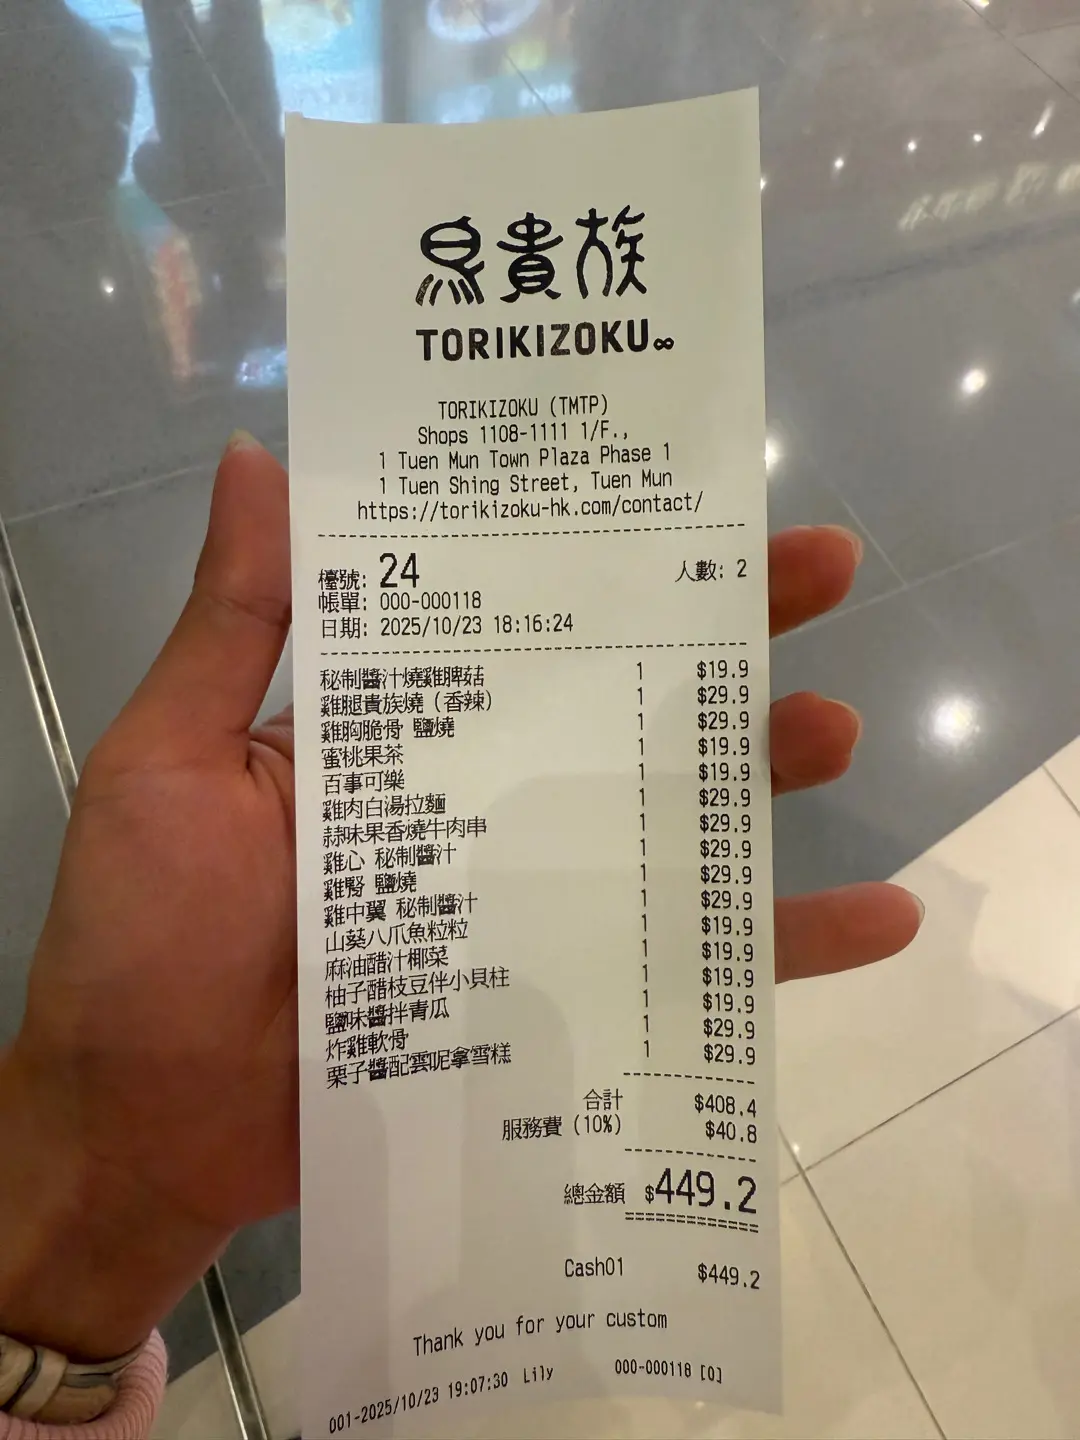 鳥貴族
TORIKIZOKU∞
TORIKIZOKU (TMTP)
Shops 1108-1111 1/F.,
1 Tuen Mun Town Plaza Phase 1
1 Tuen Shing Street, Tuen Mun
https://torikizoku-hk.com/contact/
檯號: 24 人數: 2
帳單: 000-000118
日期: 2025/10/23 18:16:24
秘制醬汁燒雞脾菇 1 $19.9
雞腿貴族燒 (香辣) 1 $29.9
雞胸脆骨 鹽燒 1 $29.9
蜜桃果茶 1 $19.9
百事可樂 1 $19.9
雞肉白湯拉麵 1 $29.9
蒜味果香燒牛肉串 1 $29.9
雞心 秘制醬汁 1 $29.9
雞腎 鹽燒 1 $29.9
雞中翼 秘制醬汁 1 $29.9
山葵八爪魚粒粒 1 $19.9
麻油醋汁椰菜 1 $19.9
柚子醋枝豆伴小貝柱 1 $19.9
鹽味醬拌青瓜 1 $19.9
炸雞軟骨 1 $29.9
栗子醬配雲呢拿雪糕 1 $29.9
合計 $408.4
服務費 (10%) $40.8
總金額 $449.2
Cash01 $449.2
Thank you for your custom
001-2025/10/23 19:07:30 Lily 000-000118 [0]